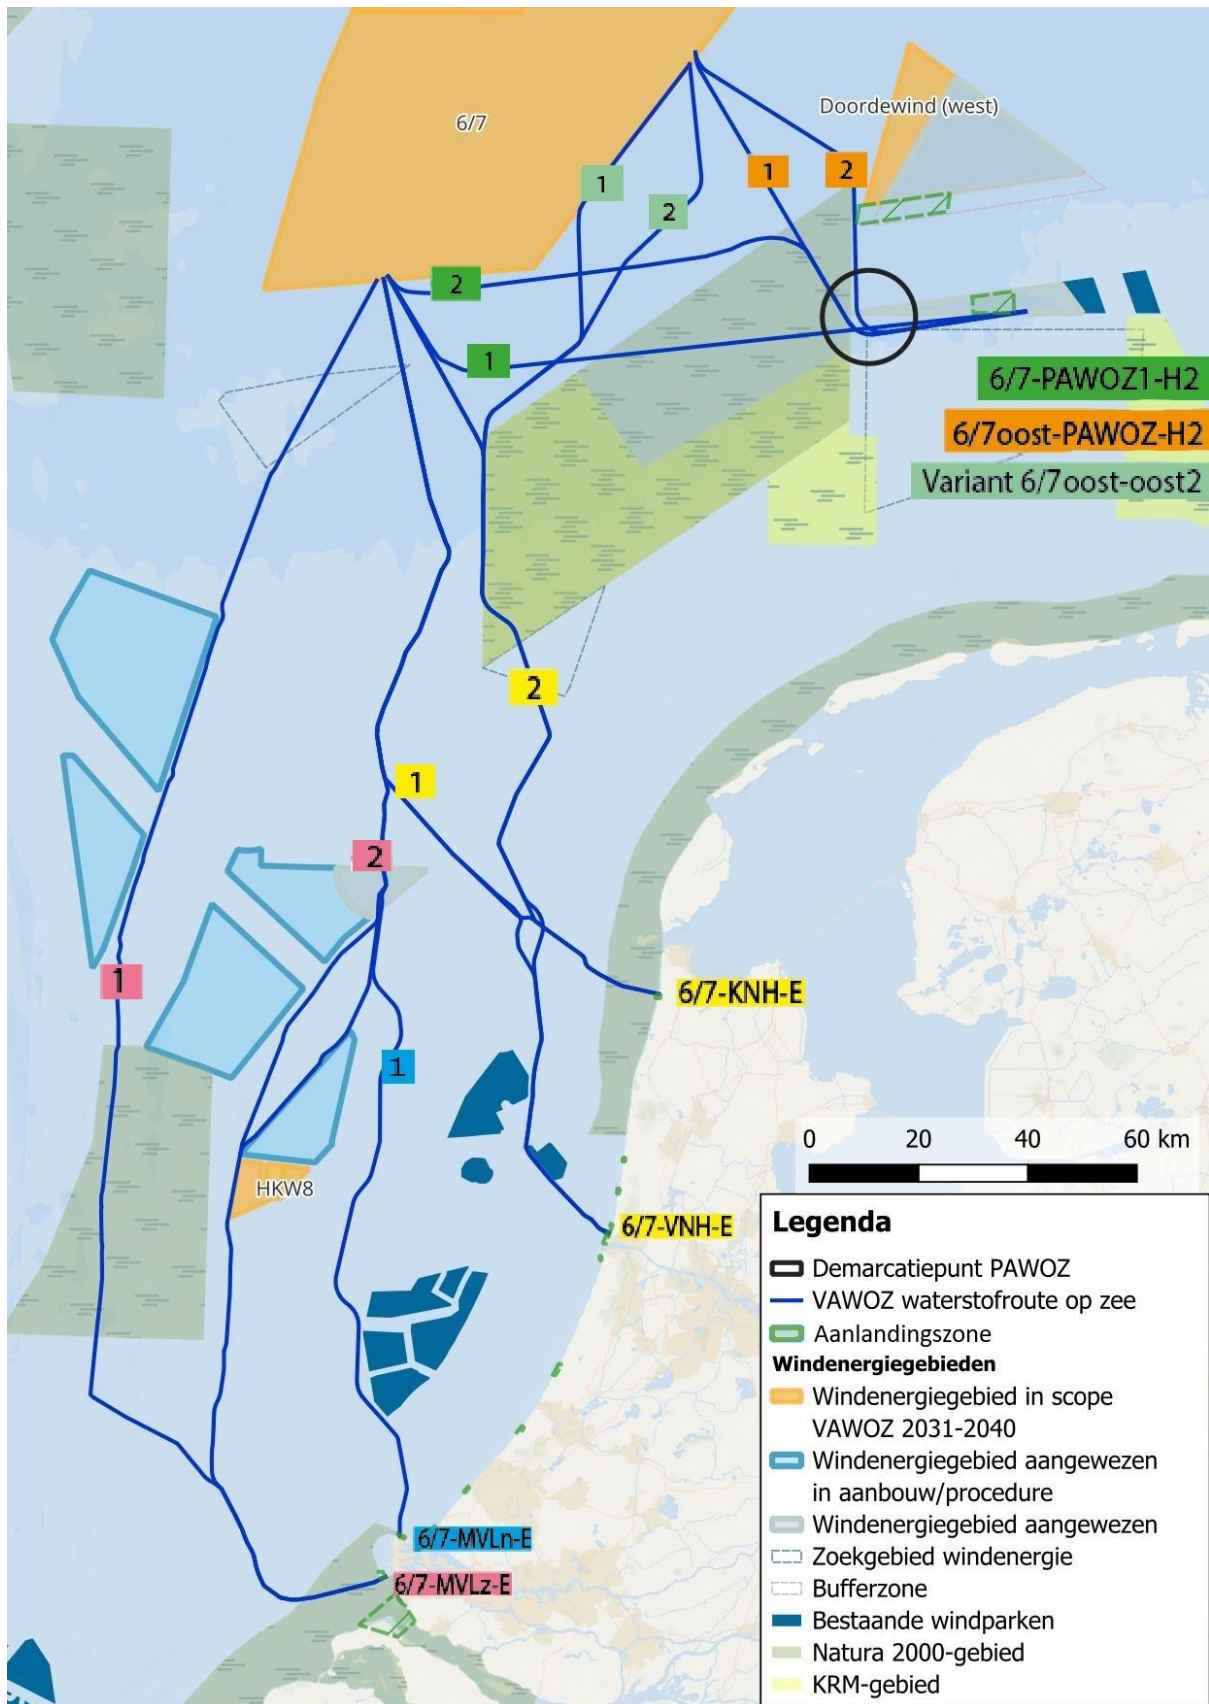 6/7
Doordewind (west)
1
2
1
2
2
1
6/7-PAWOZ1-H2
6/7oost-PAWOZ-H2
Variant 6/7oost-oost2
2
1
2
1
6/7-KNH-E
1
0 20 40 60 km
HKW8
6/7-VNH-E
Legenda
Demarcatiepunt PAWOZ
VAWOZ waterstofroute op zee
Aanlandingszone
Windenergiegebieden
Windenergiegebied in scope
VAWOZ 2031-2040
Windenergiegebied aangewezen
in aanbouw/procedure
Windenergiegebied aangewezen
Zoekgebied windenergie
Bufferzone
Bestaande windparken
Natura 2000-gebied
KRM-gebied
6/7-MVLn-E
6/7-MVLz-E